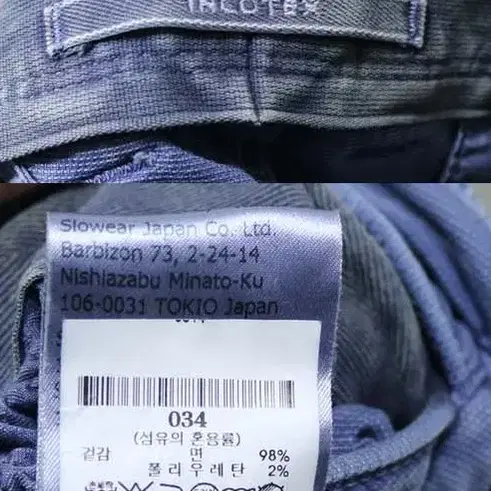 INCOTEX
Slowear Japan Co. Ltd.
Barbizon 73, 2-24-14
Nishiazabu Minato-Ku
106-0031 TOKIO Japan
034
(섬유의 혼용률)
겉감 면 98%
폴리우레탄 2%